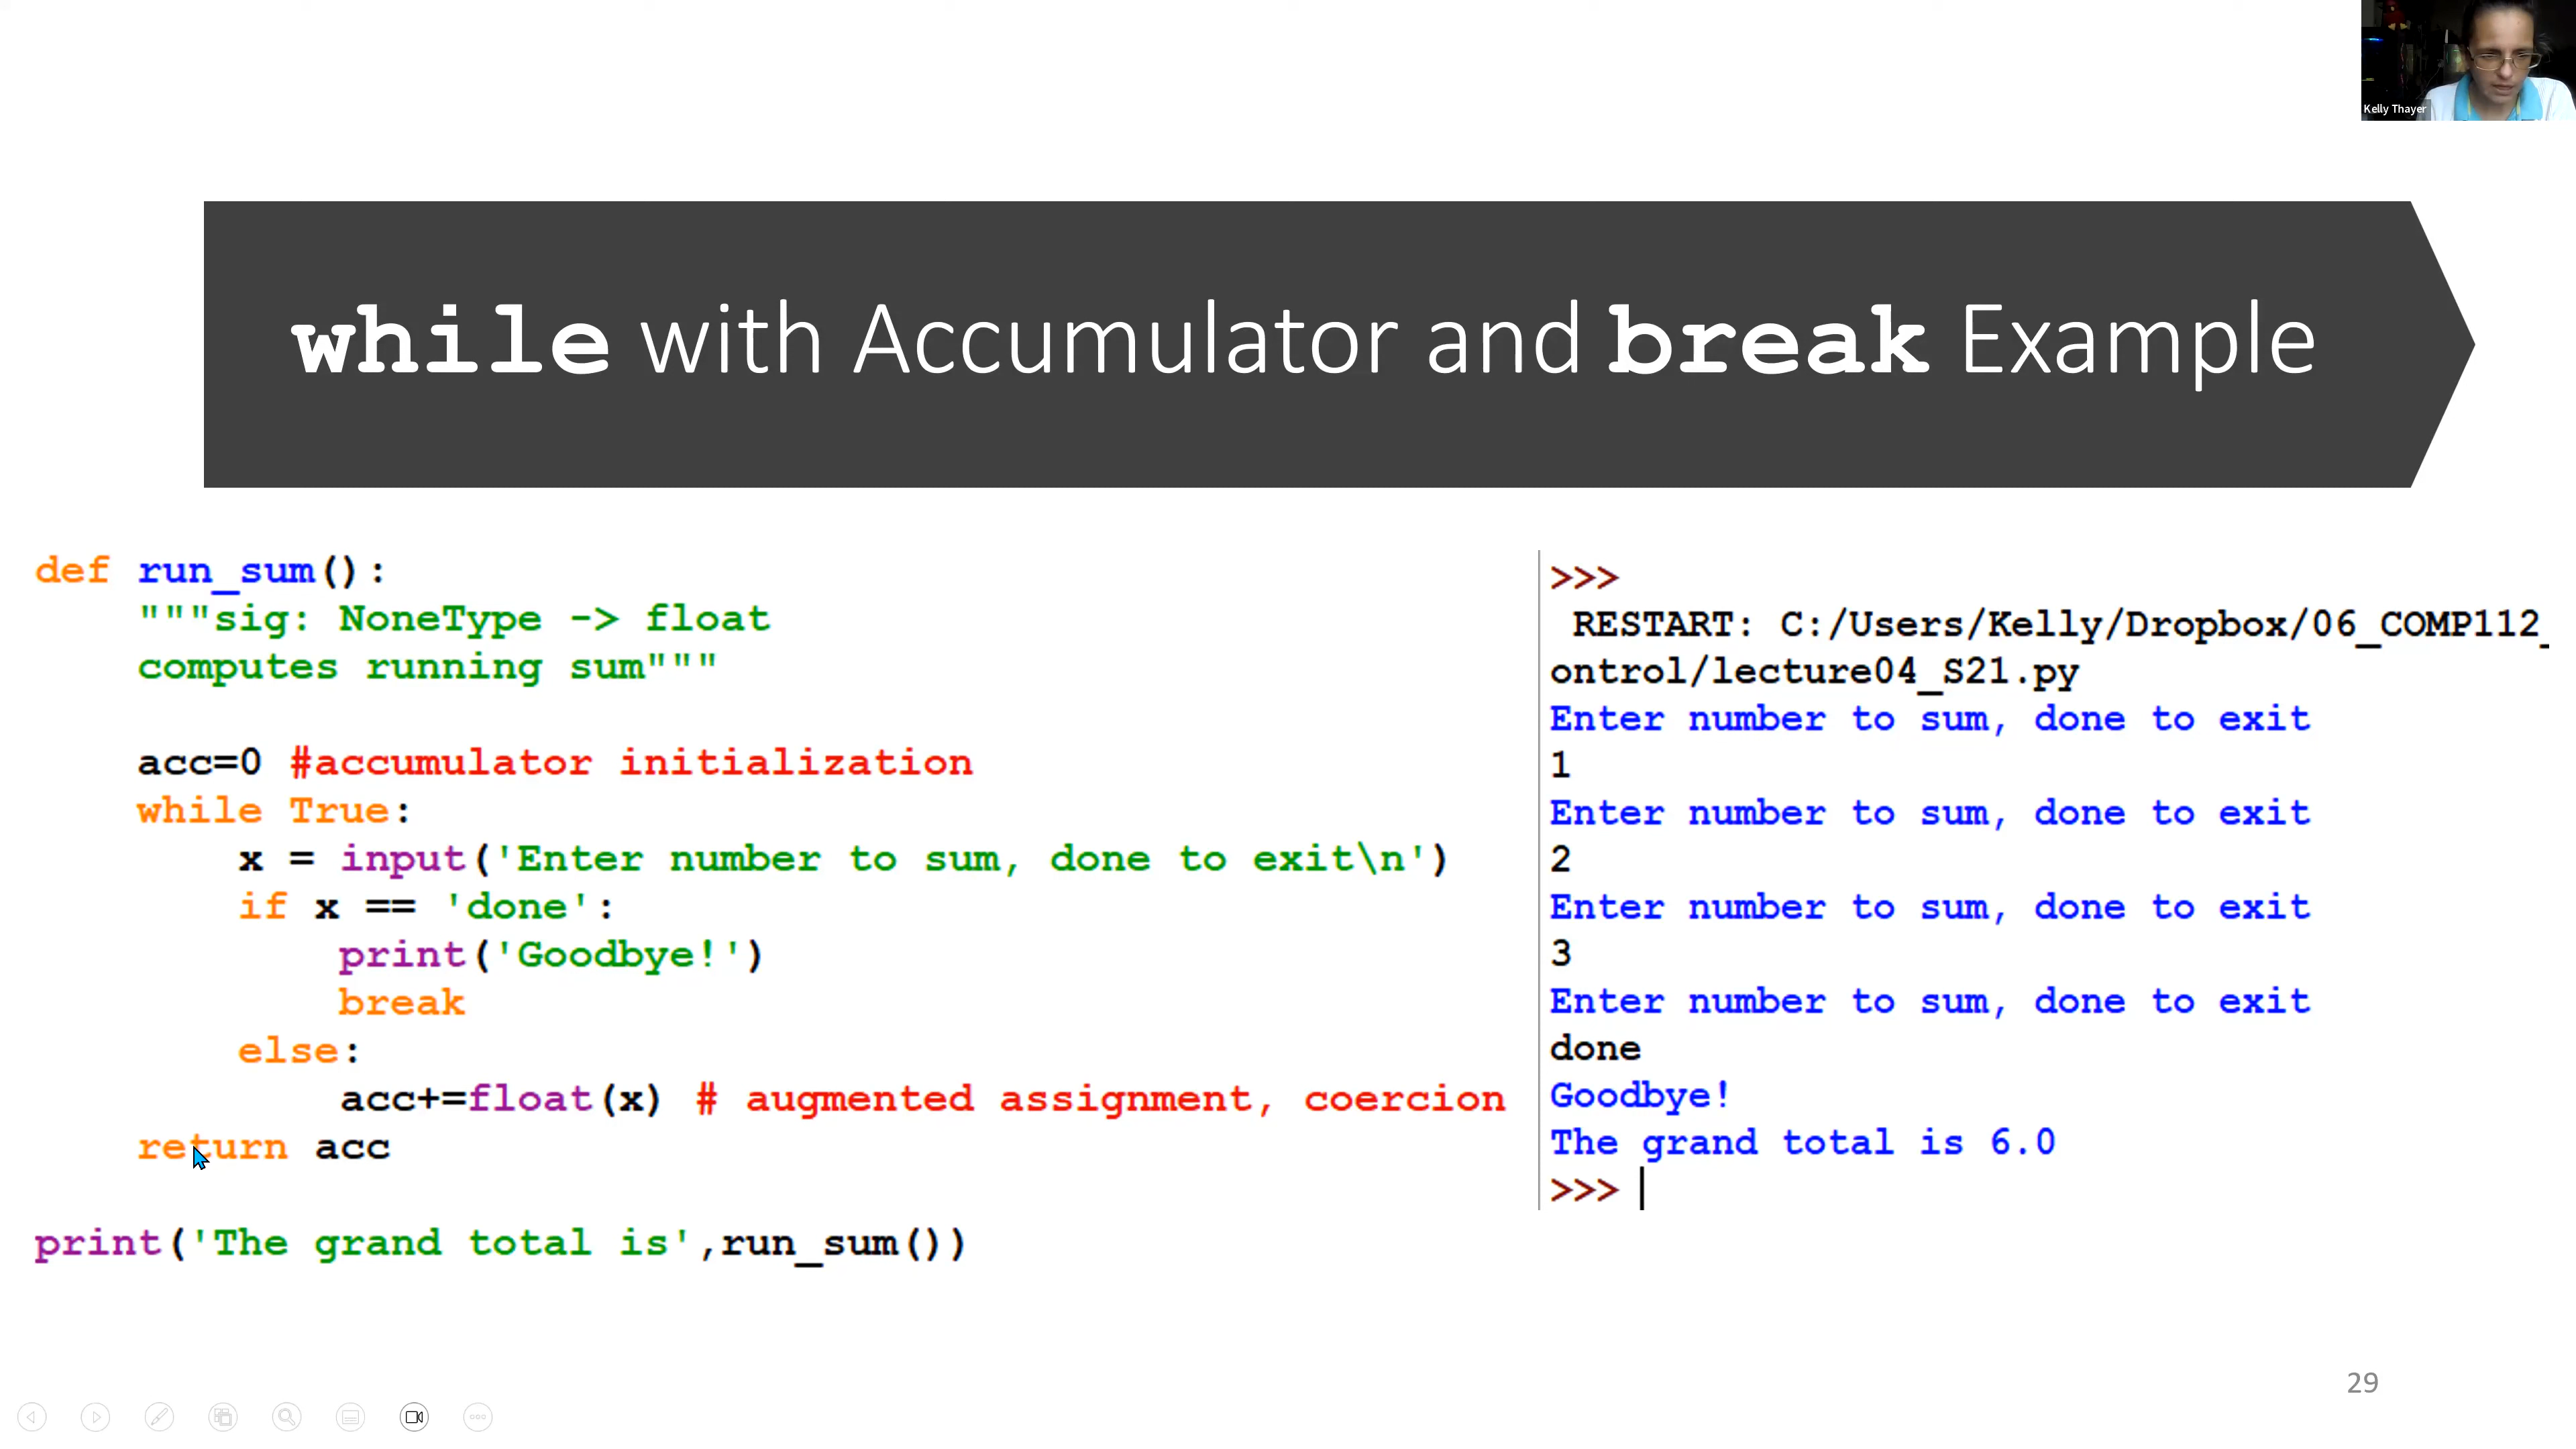 Kelly Thayer
while with Accumulator and break Example
def run_sum():
    """sig: NoneType -> float
    computes running sum"""

    acc=0 #accumulator initialization
    while True:
        x = input('Enter number to sum, done to exit\n')
        if x == 'done':
            print('Goodbye!')
            break
        else:
            acc+=float(x) # augmented assignment, coercion
    return acc

print('The grand total is',run_sum())
>>>
 RESTART: C:/Users/Kelly/Dropbox/06_COMP112_
ontrol/lecture04_S21.py
Enter number to sum, done to exit
1
Enter number to sum, done to exit
2
Enter number to sum, done to exit
3
Enter number to sum, done to exit
done
Goodbye!
The grand total is 6.0
>>>
29